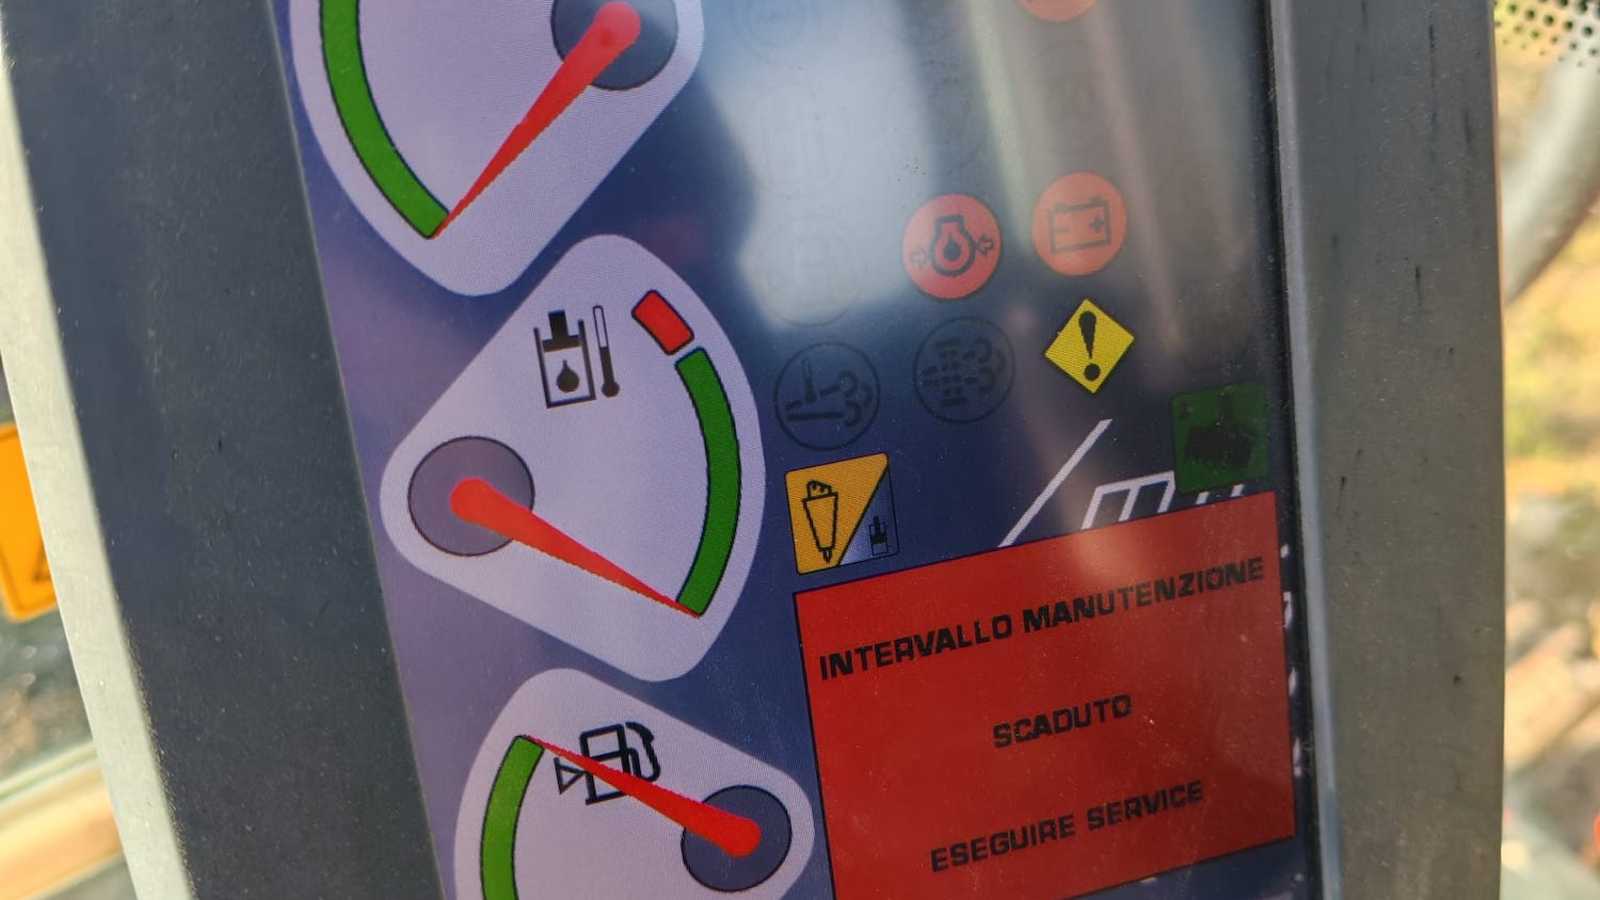 INTERVALLO MANUTENZIONE
SCADUTO
ESEGUIRE SERVICE